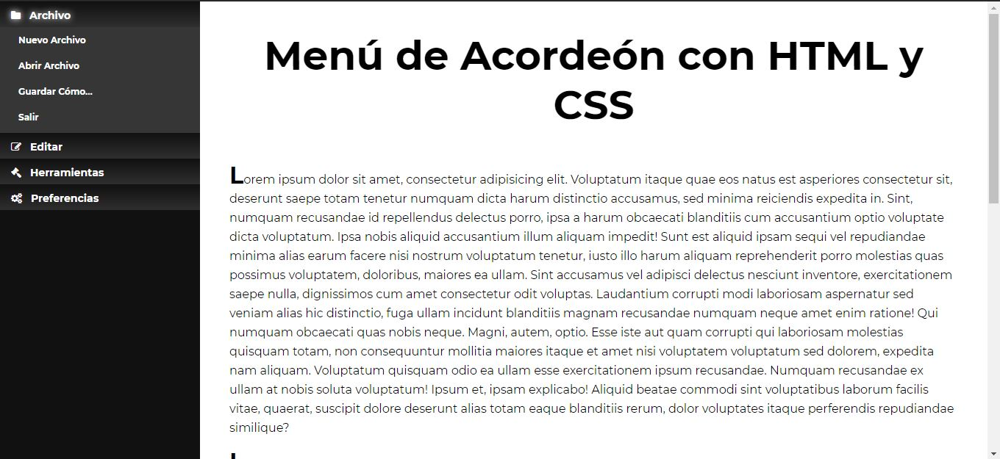 Archivo
Nuevo Archivo
Abrir Archivo
Guardar Cómo...
Salir
Editar
Herramientas
Preferencias
Menú de Acordeón con HTML y
CSS
Lorem ipsum dolor sit amet, consectetur adipisicing elit. Voluptatum itaque quae eos natus est asperiores consectetur sit,
deserunt saepe totam tenetur numquam dicta harum distinctio accusamus, sed minima reiciendis expedita in. Sint,
numquam recusandae id repellendus delectus porro, ipsa a harum obcaecati blanditiis cum accusantium optio voluptate
dicta voluptatum. Ipsa nobis aliquid accusantium illum aliquam impedit! Sunt est aliquid ipsam sequi vel repudiandae
minima alias earum facere nisi nostrum voluptatum tenetur, iusto illo harum aliquam reprehenderit porro molestias quas
possimus voluptatem, doloribus, maiores ea ullam. Sint accusamus vel adipisci delectus nesciunt inventore, exercitationem
saepe nulla, dignissimos cum amet consectetur odit voluptas. Laudantium corrupti modi laboriosam aspernatur sed
veniam alias hic distinctio, fuga ullam incidunt blanditiis magnam recusandae numquam neque amet enim ratione! Qui
numquam obcaecati quas nobis neque. Magni, autem, optio. Esse iste aut quam corrupti qui laboriosam molestias
quisquam totam, non consequuntur mollitia maiores itaque et amet nisi voluptatem voluptatum sed dolorem, expedita
nam aliquam. Voluptatum quisquam odio ea ullam esse exercitationem ipsum recusandae. Numquam recusandae ex
ullam at nobis soluta voluptatum! Ipsum et, ipsam explicabo! Aliquid beatae commodi sint voluptatibus laborum facilis
vitae, quaerat, suscipit dolore deserunt alias totam eaque blanditiis rerum, dolor voluptates itaque perferendis repudiandae
similique?